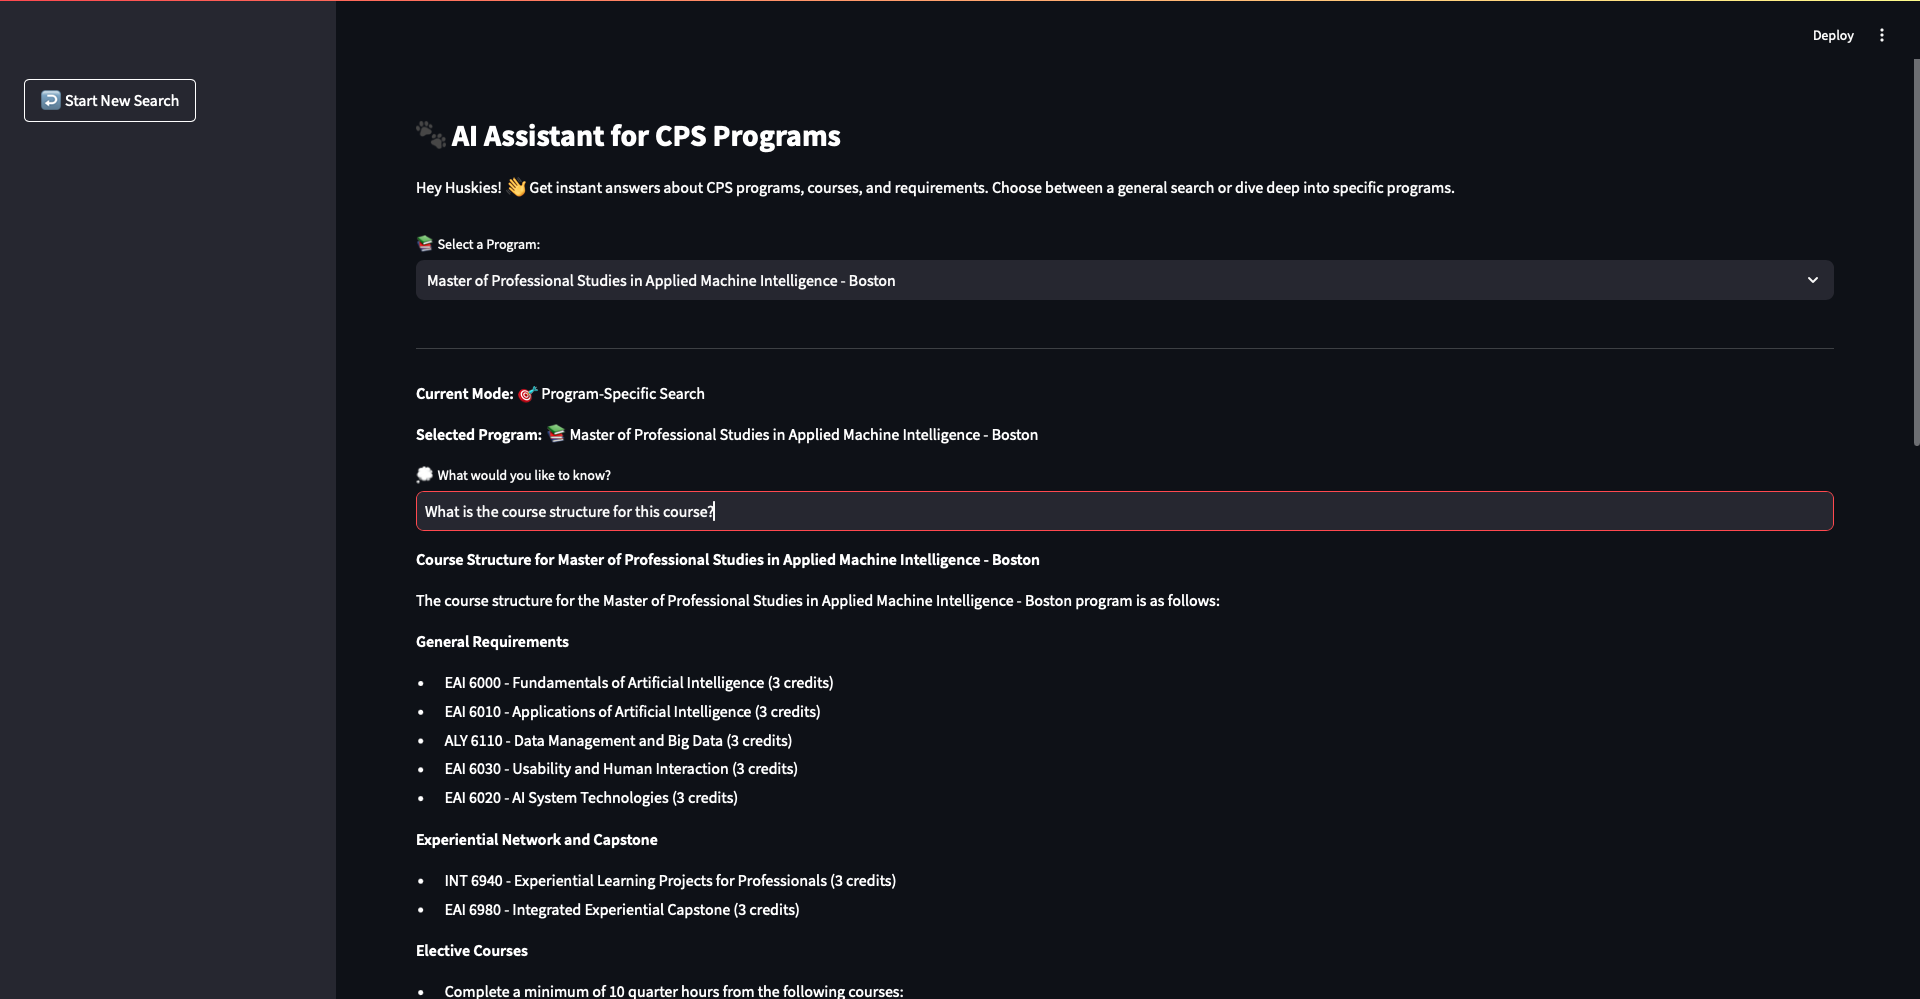 Deploy
Start New Search
AI Assistant for CPS Programs
Hey Huskies! 👋 Get instant answers about CPS programs, courses, and requirements. Choose between a general search or dive deep into specific programs.
Select a Program:
Master of Professional Studies in Applied Machine Intelligence - Boston
Current Mode: 🎯 Program-Specific Search
Selected Program: 📚 Master of Professional Studies in Applied Machine Intelligence - Boston
What would you like to know?
What is the course structure for this course?
Course Structure for Master of Professional Studies in Applied Machine Intelligence - Boston
The course structure for the Master of Professional Studies in Applied Machine Intelligence - Boston program is as follows:
General Requirements
• EAI 6000 - Fundamentals of Artificial Intelligence (3 credits)
• EAI 6010 - Applications of Artificial Intelligence (3 credits)
• ALY 6110 - Data Management and Big Data (3 credits)
• EAI 6030 - Usability and Human Interaction (3 credits)
• EAI 6020 - AI System Technologies (3 credits)
Experiential Network and Capstone
• INT 6940 - Experiential Learning Projects for Professionals (3 credits)
• EAI 6980 - Integrated Experiential Capstone (3 credits)
Elective Courses
• Complete a minimum of 10 quarter hours from the following courses: